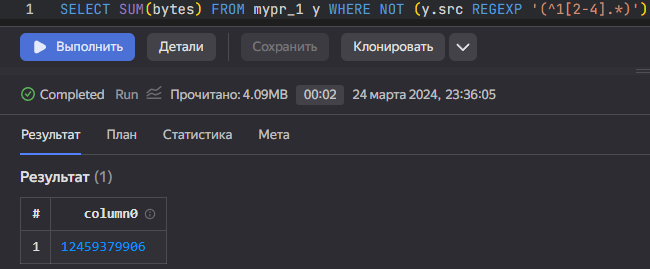 1 SELECT SUM(bytes) FROM mypr_1 y WHERE NOT (y.src REGEXP '(^1[2-4].*)')
Выполнить Детали Сохранить Клонировать
Completed Run Прочитано: 4.09MB 00:02 24 марта 2024, 23:36:05
Результат План Статистика Мета
Результат (1)
# column0
1 12459379906